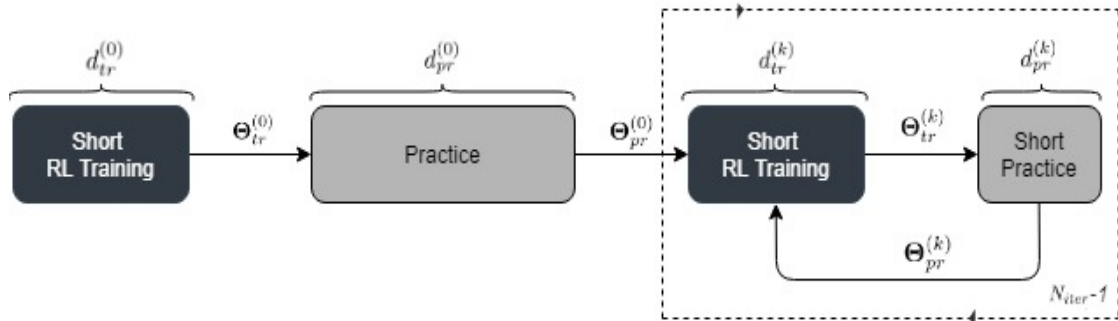 d_{tr}^{(0)}
d_{pr}^{(0)}
d_{tr}^{(k)}
d_{pr}^{(k)}
Short
RL Training
Θ_{tr}^{(0)}
Practice
Θ_{pr}^{(0)}
Short
RL Training
Θ_{tr}^{(k)}
Short
Practice
Θ_{pr}^{(k)}
N_{iter}-1